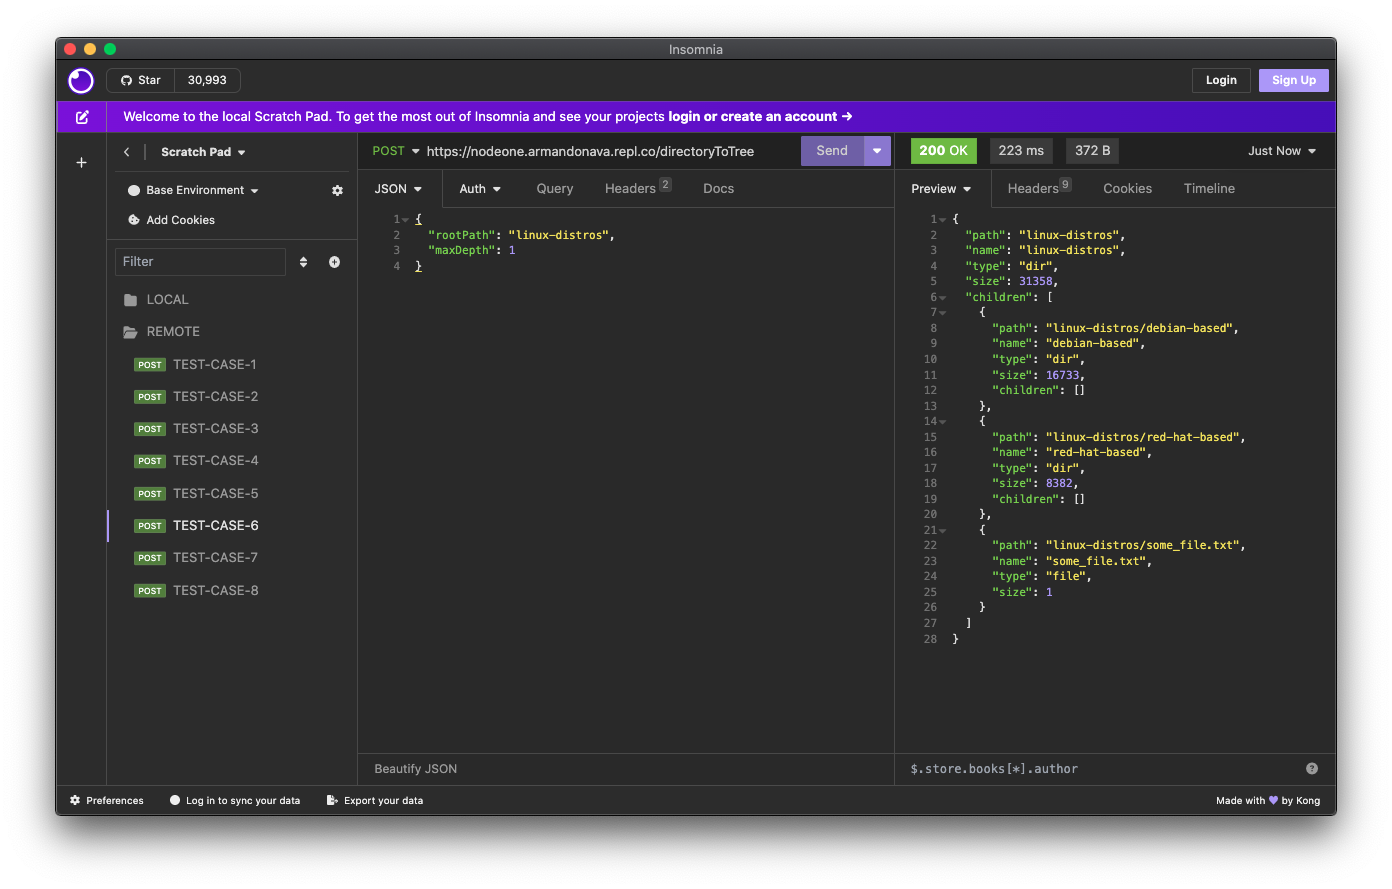 Insomnia
Star 30,993
Login Sign Up
Welcome to the local Scratch Pad. To get the most out of Insomnia and see your projects login or create an account →
Scratch Pad
Base Environment
Add Cookies
Filter
LOCAL
REMOTE
POST TEST-CASE-1
POST TEST-CASE-2
POST TEST-CASE-3
POST TEST-CASE-4
POST TEST-CASE-5
POST TEST-CASE-6
POST TEST-CASE-7
POST TEST-CASE-8
POST https://nodeone.armandonava.repl.co/directoryToTree Send
JSON Auth Query Headers 2 Docs
1 {
2 "rootPath": "linux-distros",
3 "maxDepth": 1
4 }
Beautify JSON
200 OK 223 ms 372 B Just Now
Preview Headers 9 Cookies Timeline
1 {
2 "path": "linux-distros",
3 "name": "linux-distros",
4 "type": "dir",
5 "size": 31358,
6 "children": [
7 {
8 "path": "linux-distros/debian-based",
9 "name": "debian-based",
10 "type": "dir",
11 "size": 16733,
12 "children": []
13 },
14 {
15 "path": "linux-distros/red-hat-based",
16 "name": "red-hat-based",
17 "type": "dir",
18 "size": 8382,
19 "children": []
20 },
21 {
22 "path": "linux-distros/some_file.txt",
23 "name": "some_file.txt",
24 "type": "file",
25 "size": 1
26 }
27 ]
28 }
$.store.books[*].author
Preferences Log in to sync your data Export your data Made with 💜 by Kong